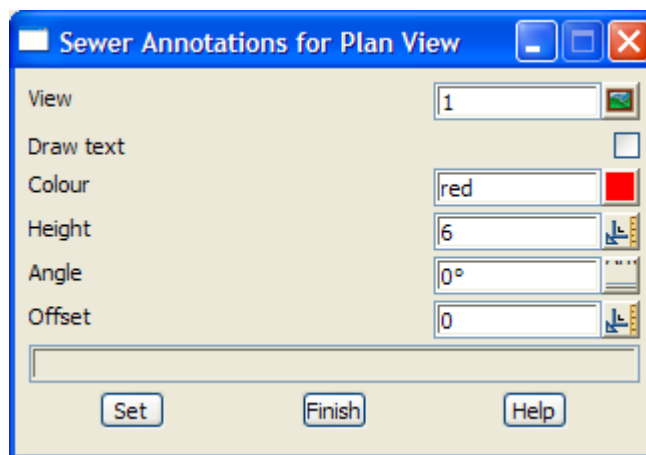 Sewer Annotations for Plan View
View 1
Draw text
Colour red
Height 6
Angle 0°
Offset 0
Set Finish Help